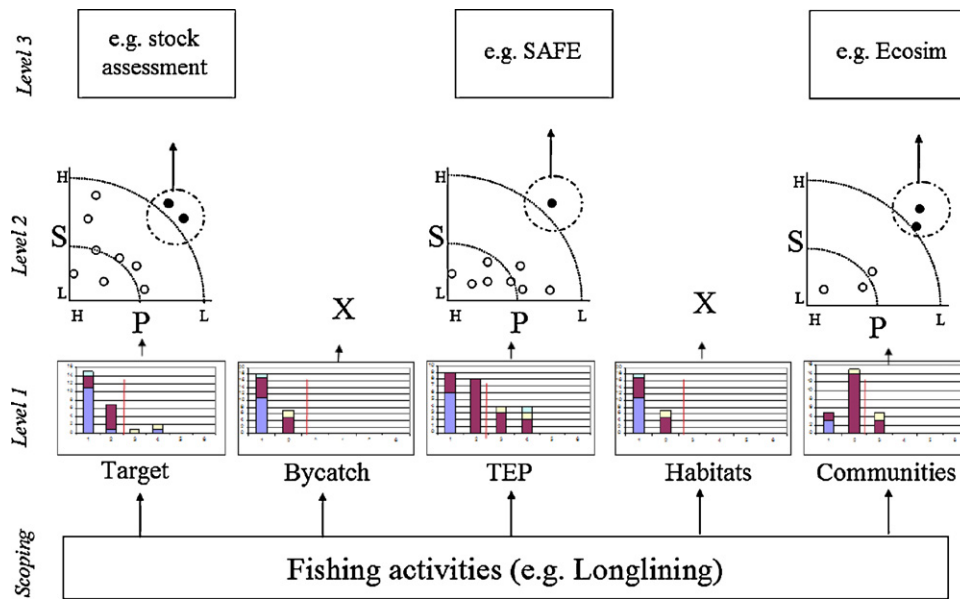 Level 3
e.g. stock
assessment
e.g. SAFE
e.g. Ecosim
Level 2
H
S
L
H
P
L
X
H
S
L
H
P
L
X
H
S
L
H
P
L
Level 1
Target
Bycatch
TEP
Habitats
Communities
Scoping
Fishing activities (e.g. Longlining)